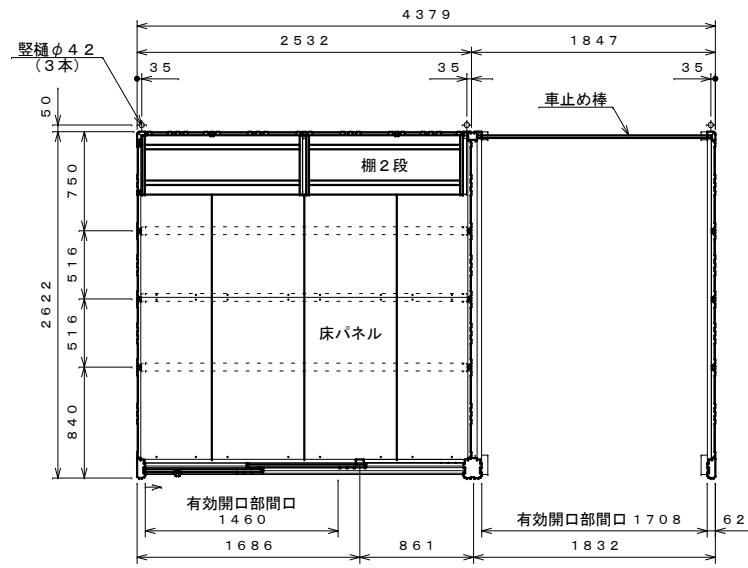 ４３７９
２５３２
１８４７
竪樋φ４２
（３本）
３５
３５
３５
５０
車止め棒
７５０
棚２段
５１６
２６２２
５１６
床パネル
８４０
有効開口部間口
１４６０
有効開口部間口 １７０８
６２
１６８６
８６１
１８３２